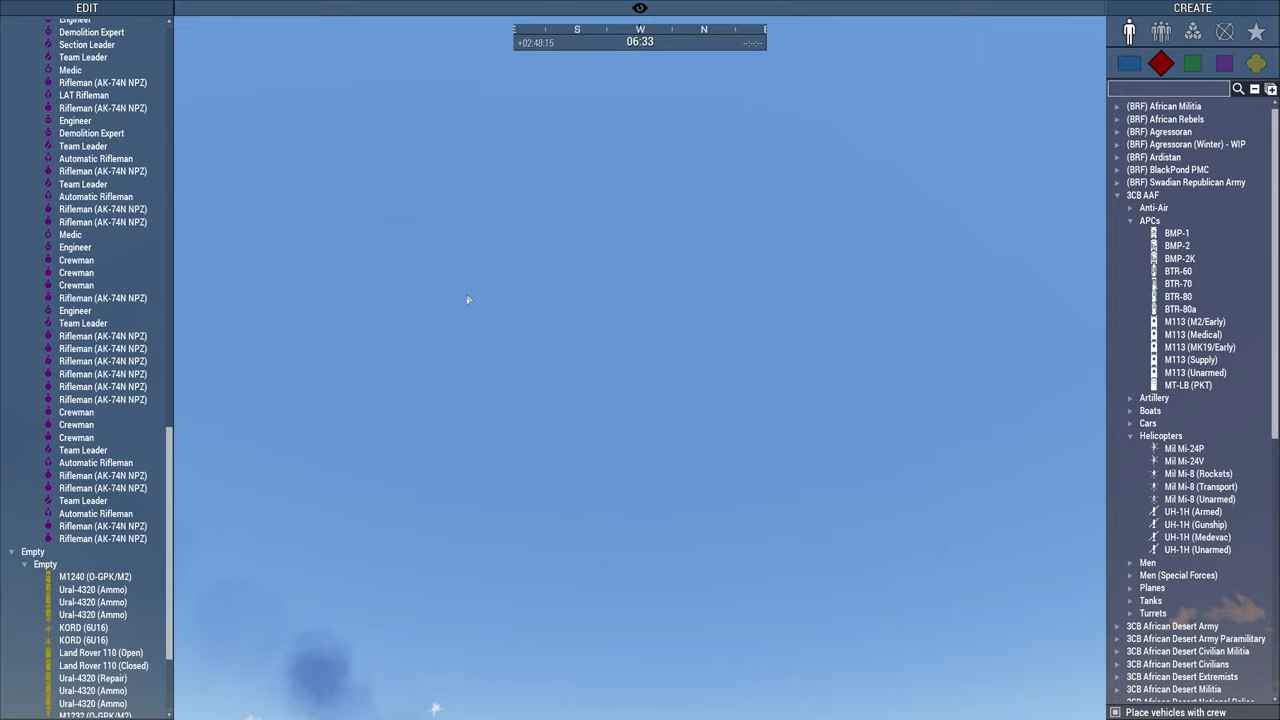 EDIT
Engineer
Demolition Expert
Section Leader
Team Leader
Medic
Rifleman (AK-74N NPZ)
LAT Rifleman
Rifleman (AK-74N NPZ)
Engineer
Demolition Expert
Team Leader
Automatic Rifleman
Rifleman (AK-74N NPZ)
Team Leader
Automatic Rifleman
Rifleman (AK-74N NPZ)
Rifleman (AK-74N NPZ)
Medic
Engineer
Crewman
Crewman
Crewman
Rifleman (AK-74N NPZ)
Engineer
Team Leader
Rifleman (AK-74N NPZ)
Rifleman (AK-74N NPZ)
Rifleman (AK-74N NPZ)
Rifleman (AK-74N NPZ)
Rifleman (AK-74N NPZ)
Rifleman (AK-74N NPZ)
Crewman
Crewman
Crewman
Team Leader
Automatic Rifleman
Rifleman (AK-74N NPZ)
Rifleman (AK-74N NPZ)
Team Leader
Automatic Rifleman
Rifleman (AK-74N NPZ)
Rifleman (AK-74N NPZ)
Empty
Empty
M1240 (O-GPK/M2)
Ural-4320 (Ammo)
Ural-4320 (Ammo)
Ural-4320 (Ammo)
KORD (6U16)
KORD (6U16)
Land Rover 110 (Open)
Land Rover 110 (Closed)
Ural-4320 (Repair)
Ural-4320 (Ammo)
Ural-4320 (Ammo)
M1232 (O-GPK/M2)
E S W N E
+02:48:15 06:33 --:--:--
CREATE
(BRF) African Militia
(BRF) African Rebels
(BRF) Agressoran
(BRF) Agressoran (Winter) - WIP
(BRF) Ardistan
(BRF) BlackPond PMC
(BRF) Swadian Republican Army
3CB AAF
Anti-Air
APCs
BMP-1
BMP-2
BMP-2K
BTR-60
BTR-70
BTR-80
BTR-80a
M113 (M2/Early)
M113 (Medical)
M113 (MK19/Early)
M113 (Supply)
M113 (Unarmed)
MT-LB (PKT)
Artillery
Boats
Cars
Helicopters
Mil Mi-24P
Mil Mi-24V
Mil Mi-8 (Rockets)
Mil Mi-8 (Transport)
Mil Mi-8 (Unarmed)
UH-1H (Armed)
UH-1H (Gunship)
UH-1H (Medevac)
UH-1H (Unarmed)
Men
Men (Special Forces)
Planes
Tanks
Turrets
3CB African Desert Army
3CB African Desert Army Paramilitary
3CB African Desert Civilian Militia
3CB African Desert Civilians
3CB African Desert Extremists
3CB African Desert Militia
3CB African Desert National Police
Place vehicles with crew